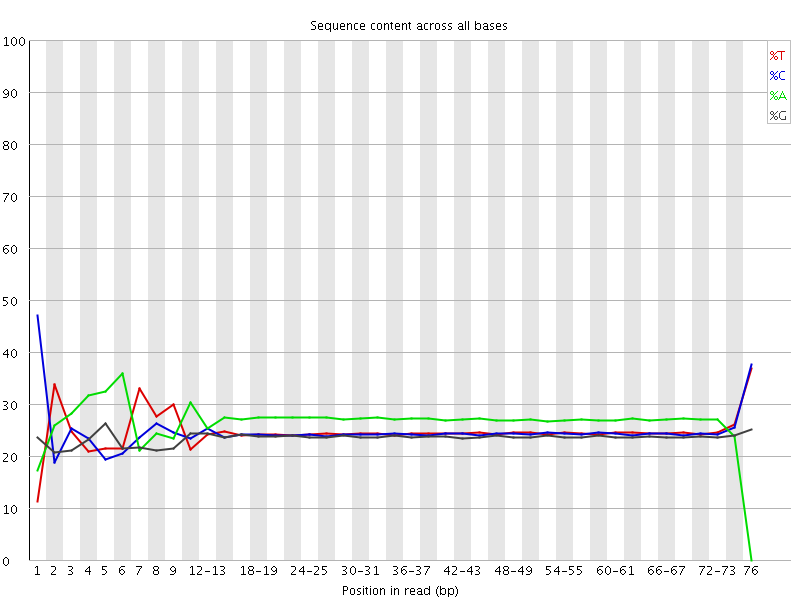 Sequence content across all bases
100
90
80
70
60
50
40
30
20
10
0
%T
%C
%A
%G
1 2 3 4 5 6 7 8 9 12-13 18-19 24-25 30-31 36-37 42-43 48-49 54-55 60-61 66-67 72-73 76
Position in read (bp)